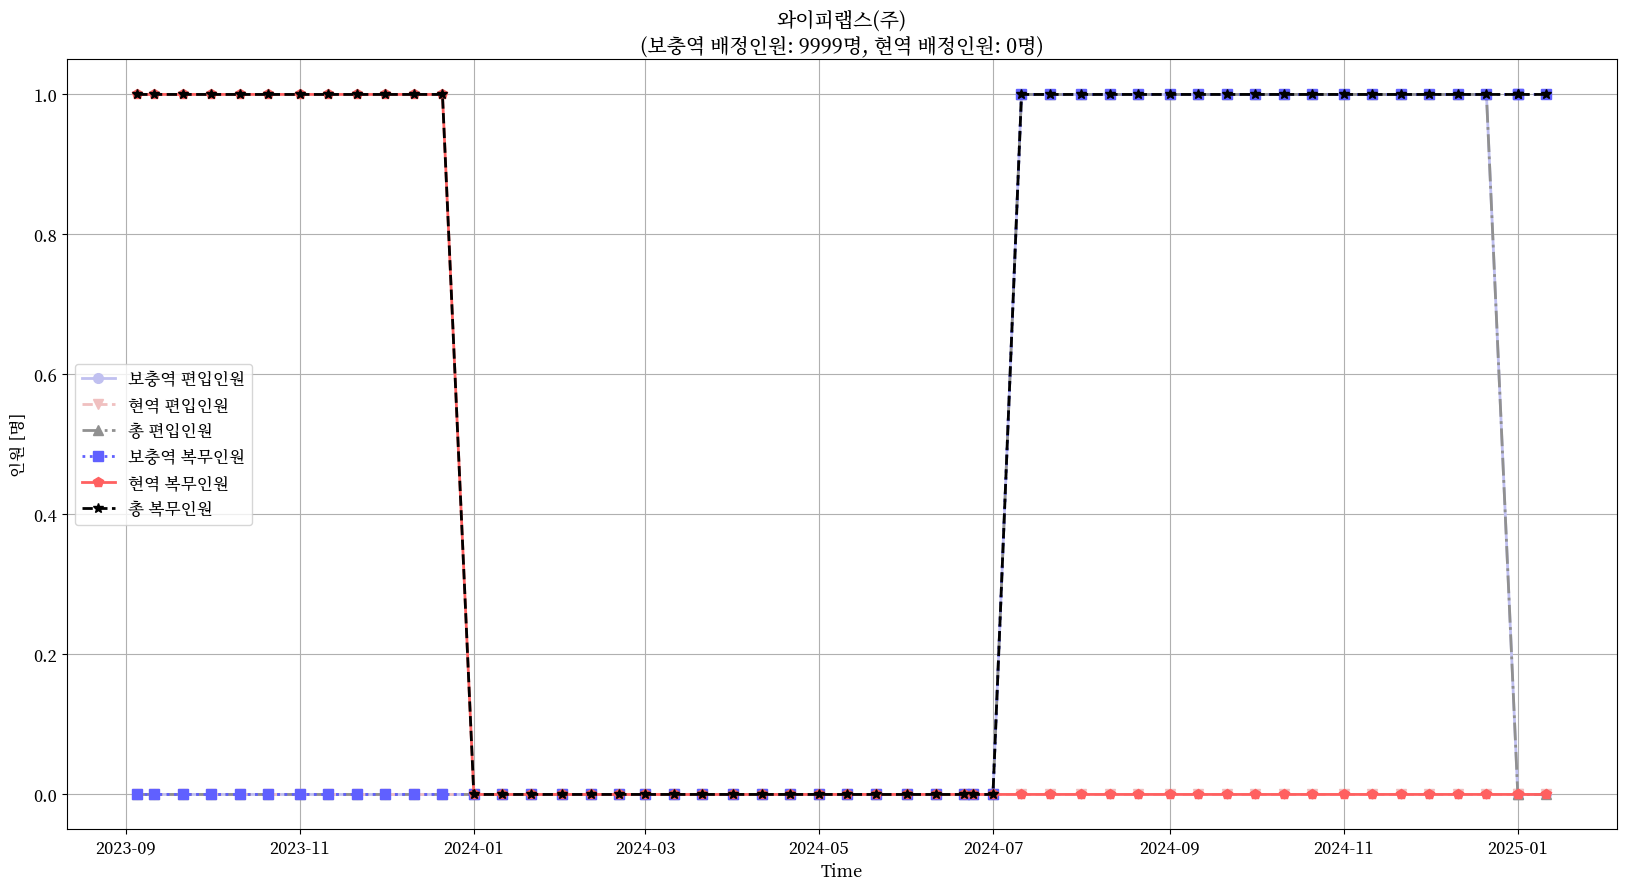 와이피랩스(주)
(보충역 배정인원: 9999명, 현역 배정인원: 0명)
1.0
0.8
0.6
0.4
0.2
0.0
인원 [명]
보충역 편입인원
현역 편입인원
총 편입인원
보충역 복무인원
현역 복무인원
총 복무인원
2023-09
2023-11
2024-01
2024-03
2024-05
2024-07
2024-09
2024-11
2025-01
Time